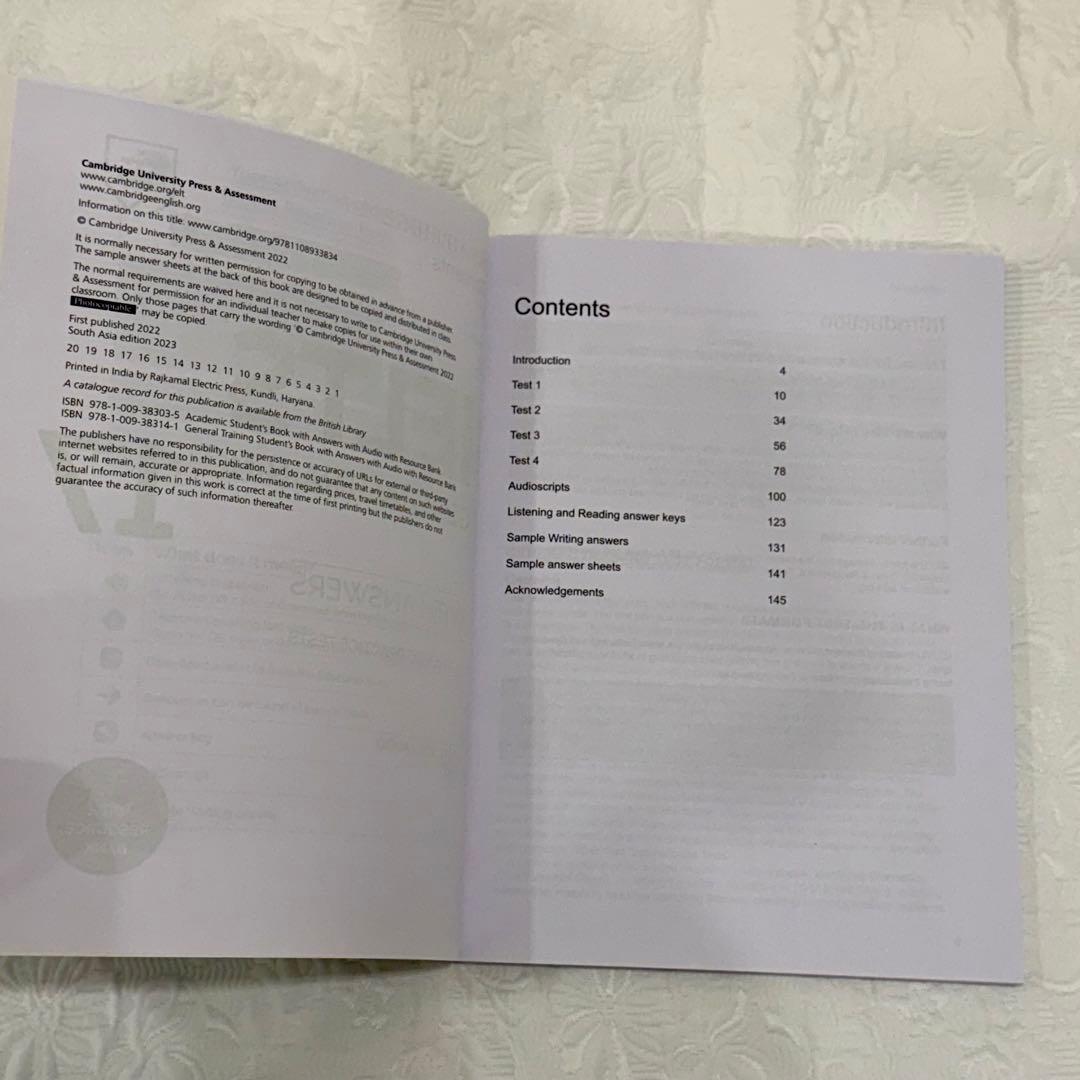 Cambridge University Press & Assessment
www.cambridge.org/elt
www.cambridgeenglish.org
Information on this title: www.cambridge.org/9781108933834
© Cambridge University Press & Assessment 2022
It is normally necessary for written permission for copying to be obtained in advance from a publisher.
The sample answer sheets at the back of this book are designed to be copied and distributed in class.
The normal requirements are waived here and it is not necessary to write to Cambridge University Press
& Assessment for permission for an individual teacher to make copies for use within their own
classroom. Only those pages that carry the wording '© Cambridge University Press & Assessment 2022
Photocopiable ' may be copied.
First published 2022
South Asia edition 2023
20 19 18 17 16 15 14 13 12 11 10 9 8 7 6 5 4 3 2 1
Printed in India by Rajkamal Electric Press, Kundli, Haryana.
A catalogue record for this publication is available from the British Library
ISBN 978-1-009-38303-5 Academic Student's Book with Answers with Audio with Resource Bank
ISBN 978-1-009-38314-1 General Training Student's Book with Answers with Audio with Resource Bank
The publishers have no responsibility for the persistence or accuracy of URLs for external or third-party
internet websites referred to in this publication, and do not guarantee that any content on such websites
is, or will remain, accurate or appropriate. Information regarding prices, travel timetables, and other
factual information given in this work is correct at the time of first printing but the publishers do not
guarantee the accuracy of such information thereafter.
Contents
Introduction 4
Test 1 10
Test 2 34
Test 3 56
Test 4 78
Audioscripts 100
Listening and Reading answer keys 123
Sample Writing answers 131
Sample answer sheets 141
Acknowledgements 145